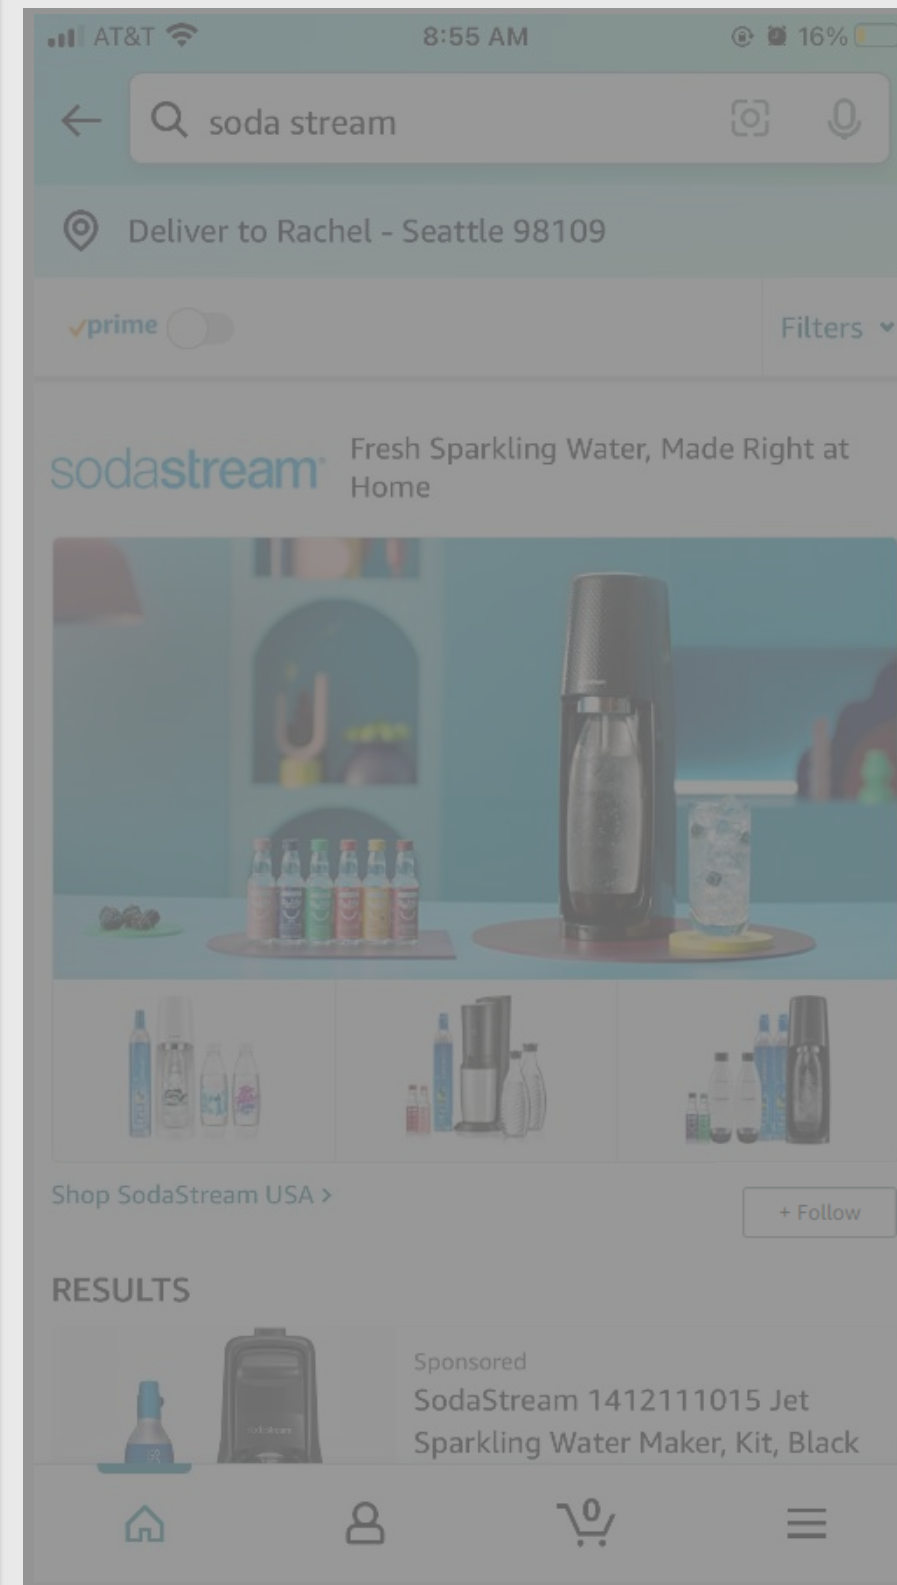 AT&T 8:55 AM 16%
soda stream
Deliver to Rachel - Seattle 98109
prime Filters
sodastream
Fresh Sparkling Water, Made Right at
Home
Shop SodaStream USA >
+ Follow
RESULTS
Sponsored
SodaStream 1412111015 Jet
Sparkling Water Maker, Kit, Black
sodastream
0